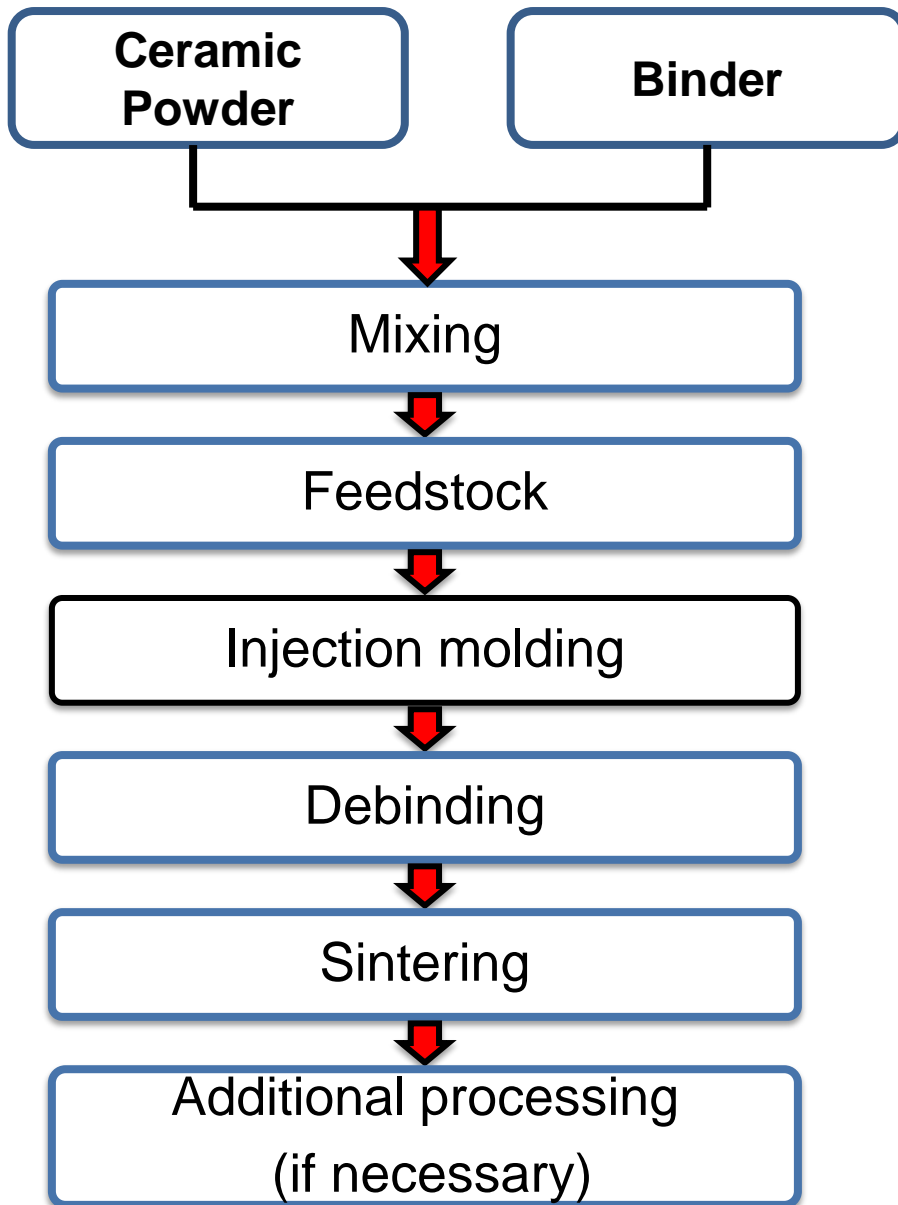 Ceramic
Powder
Binder
Mixing
Feedstock
Injection molding
Debinding
Sintering
Additional processing
(if necessary)